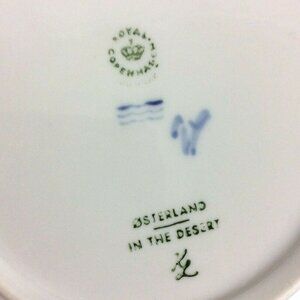 ROYAL
COPENHAGEN
ØSTERLAND
IN THE DESERT